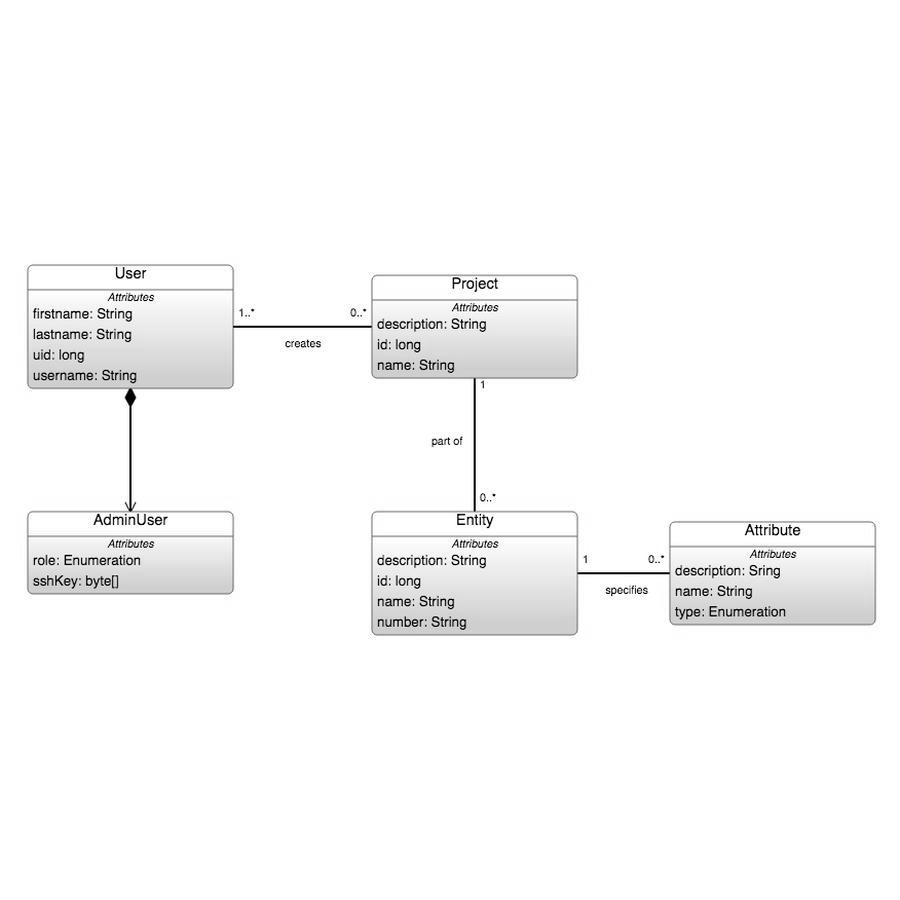 User
Attributes
firstname: String
lastname: String
uid: long
username: String
1..*
0..*
creates
Project
Attributes
description: String
id: long
name: String
1
part of
0..*
AdminUser
Attributes
role: Enumeration
sshKey: byte[]
Entity
Attributes
description: String
id: long
name: String
number: String
1
0..*
specifies
Attribute
Attributes
description: Sring
name: String
type: Enumeration